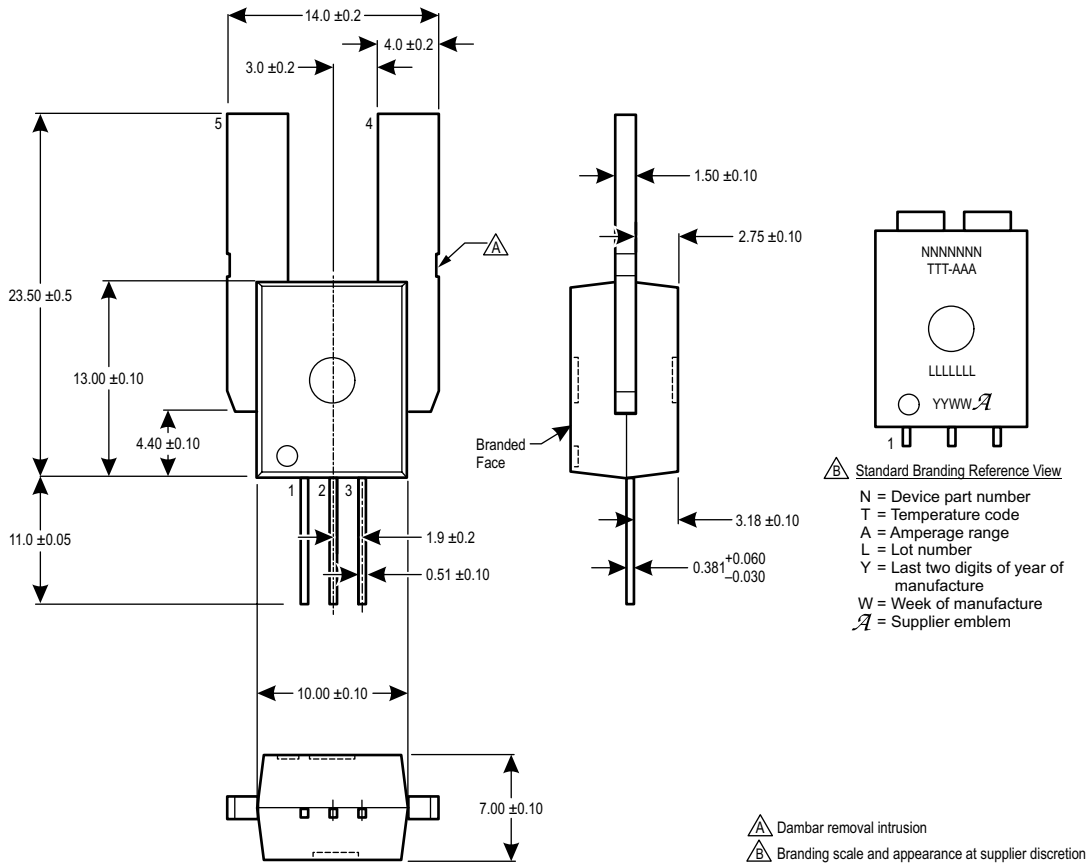 14.0 ±0.2
4.0 ±0.2
3.0 ±0.2
5
4
A
23.50 ±0.5
13.00 ±0.10
4.40 ±0.10
1
2
3
11.0 ±0.05
1.9 ±0.2
0.51 ±0.10
10.00 ±0.10
7.00 ±0.10
1.50 ±0.10
2.75 ±0.10
Branded
Face
3.18 ±0.10
0.381 +0.060
–0.030
NNNNNNN
TTT-AAA
LLLLLLL
YYWW 𝒜
1
B Standard Branding Reference View
N = Device part number
T = Temperature code
A = Amperage range
L = Lot number
Y = Last two digits of year of
manufacture
W = Week of manufacture
𝒜 = Supplier emblem
A Dambar removal intrusion
B Branding scale and appearance at supplier discretion